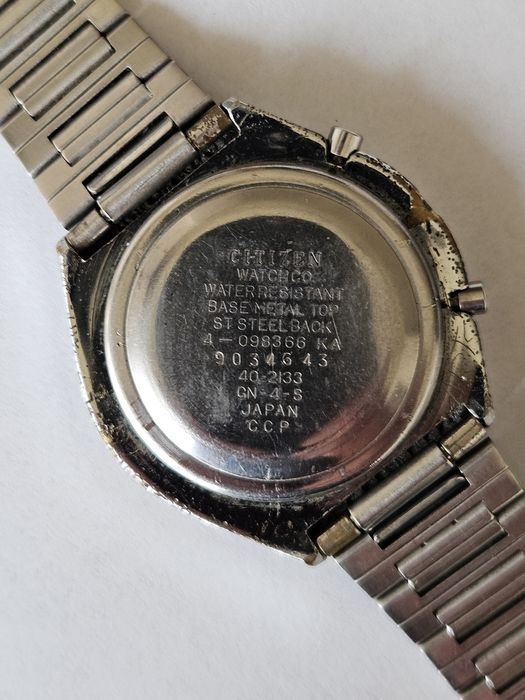 CITIZEN
WATCH CO
WATER RESISTANT
BASE METAL TOP
ST STEEL BACK
4-098366 KA
9034643
40-2133
GN-4-S
JAPAN
CCP